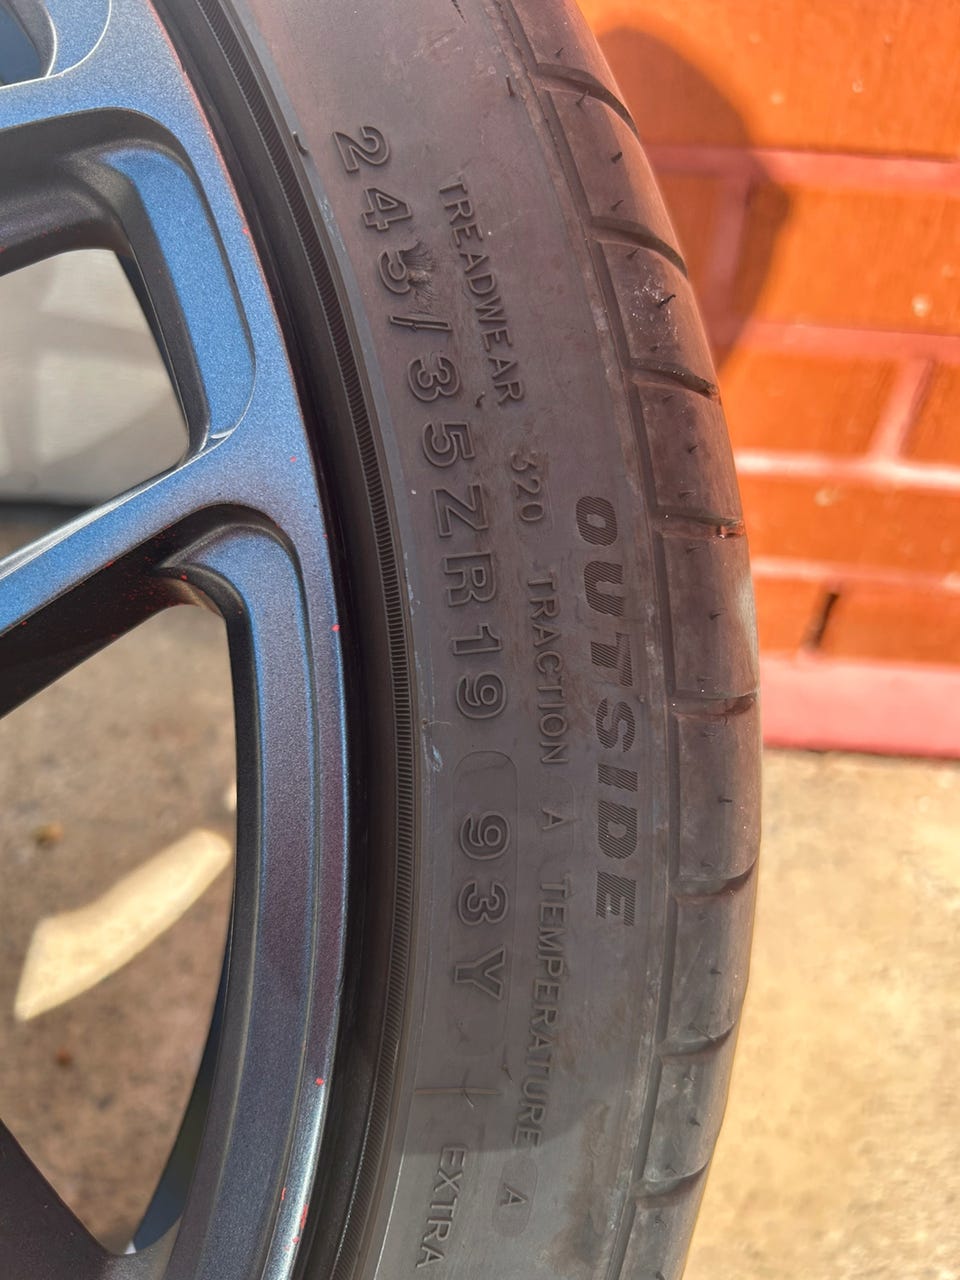 245/35ZR19 93Y EXTRA
TREADWEAR 320 TRACTION A TEMPERATURE A
OUTSIDE